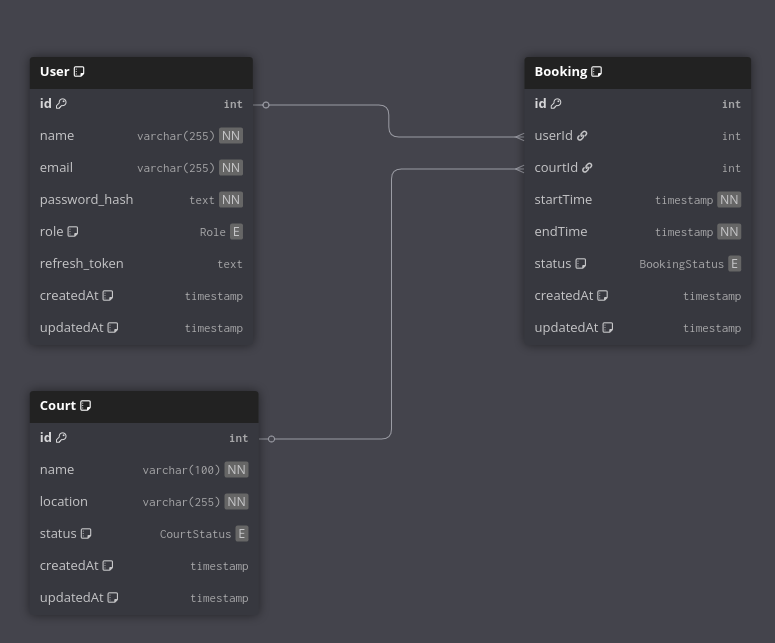 User
id int
name varchar(255) NN
email varchar(255) NN
password_hash text NN
role Role E
refresh_token text
createdAt timestamp
updatedAt timestamp
Booking
id int
userId int
courtId int
startTime timestamp NN
endTime timestamp NN
status BookingStatus E
createdAt timestamp
updatedAt timestamp
Court
id int
name varchar(100) NN
location varchar(255) NN
status CourtStatus E
createdAt timestamp
updatedAt timestamp